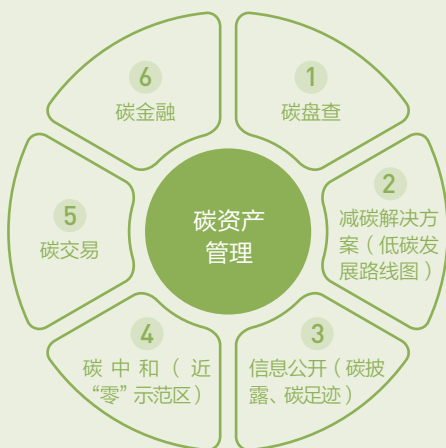 碳资产
管理
1
碳盘查
2
减碳解决方
案（低碳发
展路线图）
3
信息公开（碳披
露、碳足迹）
4
碳中和（近
“零”示范区）
5
碳交易
6
碳金融